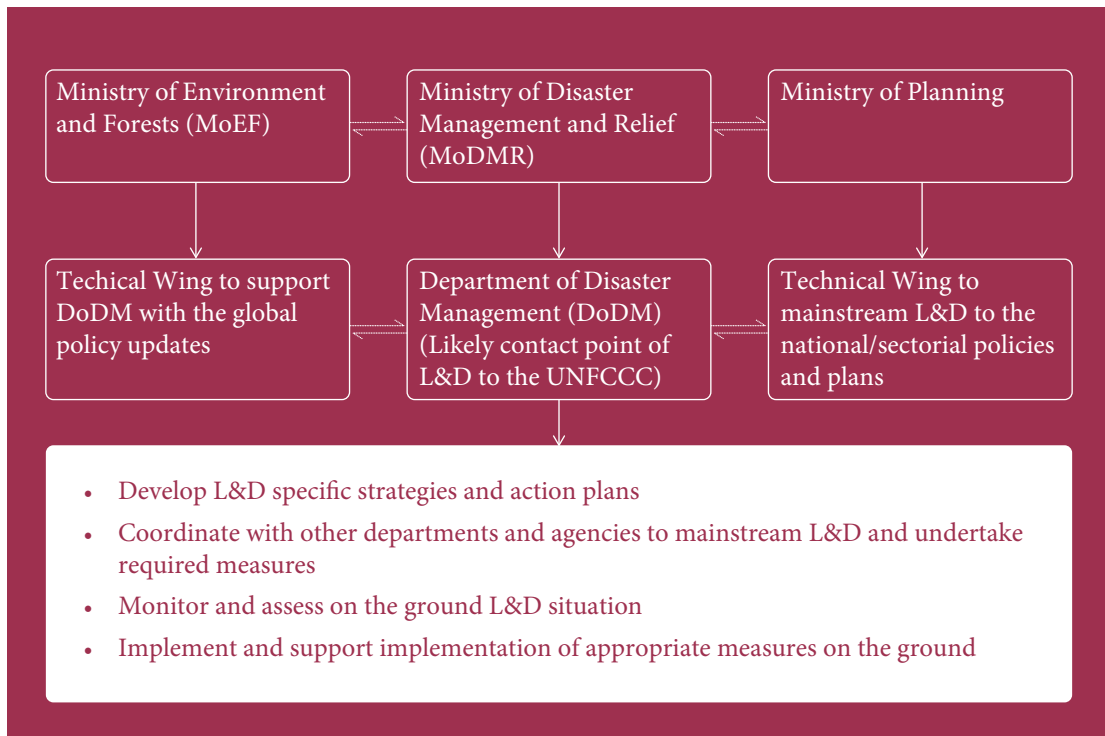 Ministry of Environment
and Forests (MoEF)
Ministry of Disaster
Management and Relief
(MoDMR)
Ministry of Planning
Techical Wing to support
DoDM with the global
policy updates
Department of Disaster
Management (DoDM)
(Likely contact point of
L&D to the UNFCCC)
Technical Wing to
mainstream L&D to the
national/sectorial policies
and plans
• Develop L&D specific strategies and action plans
• Coordinate with other departments and agencies to mainstream L&D and undertake
required measures
• Monitor and assess on the ground L&D situation
• Implement and support implementation of appropriate measures on the ground